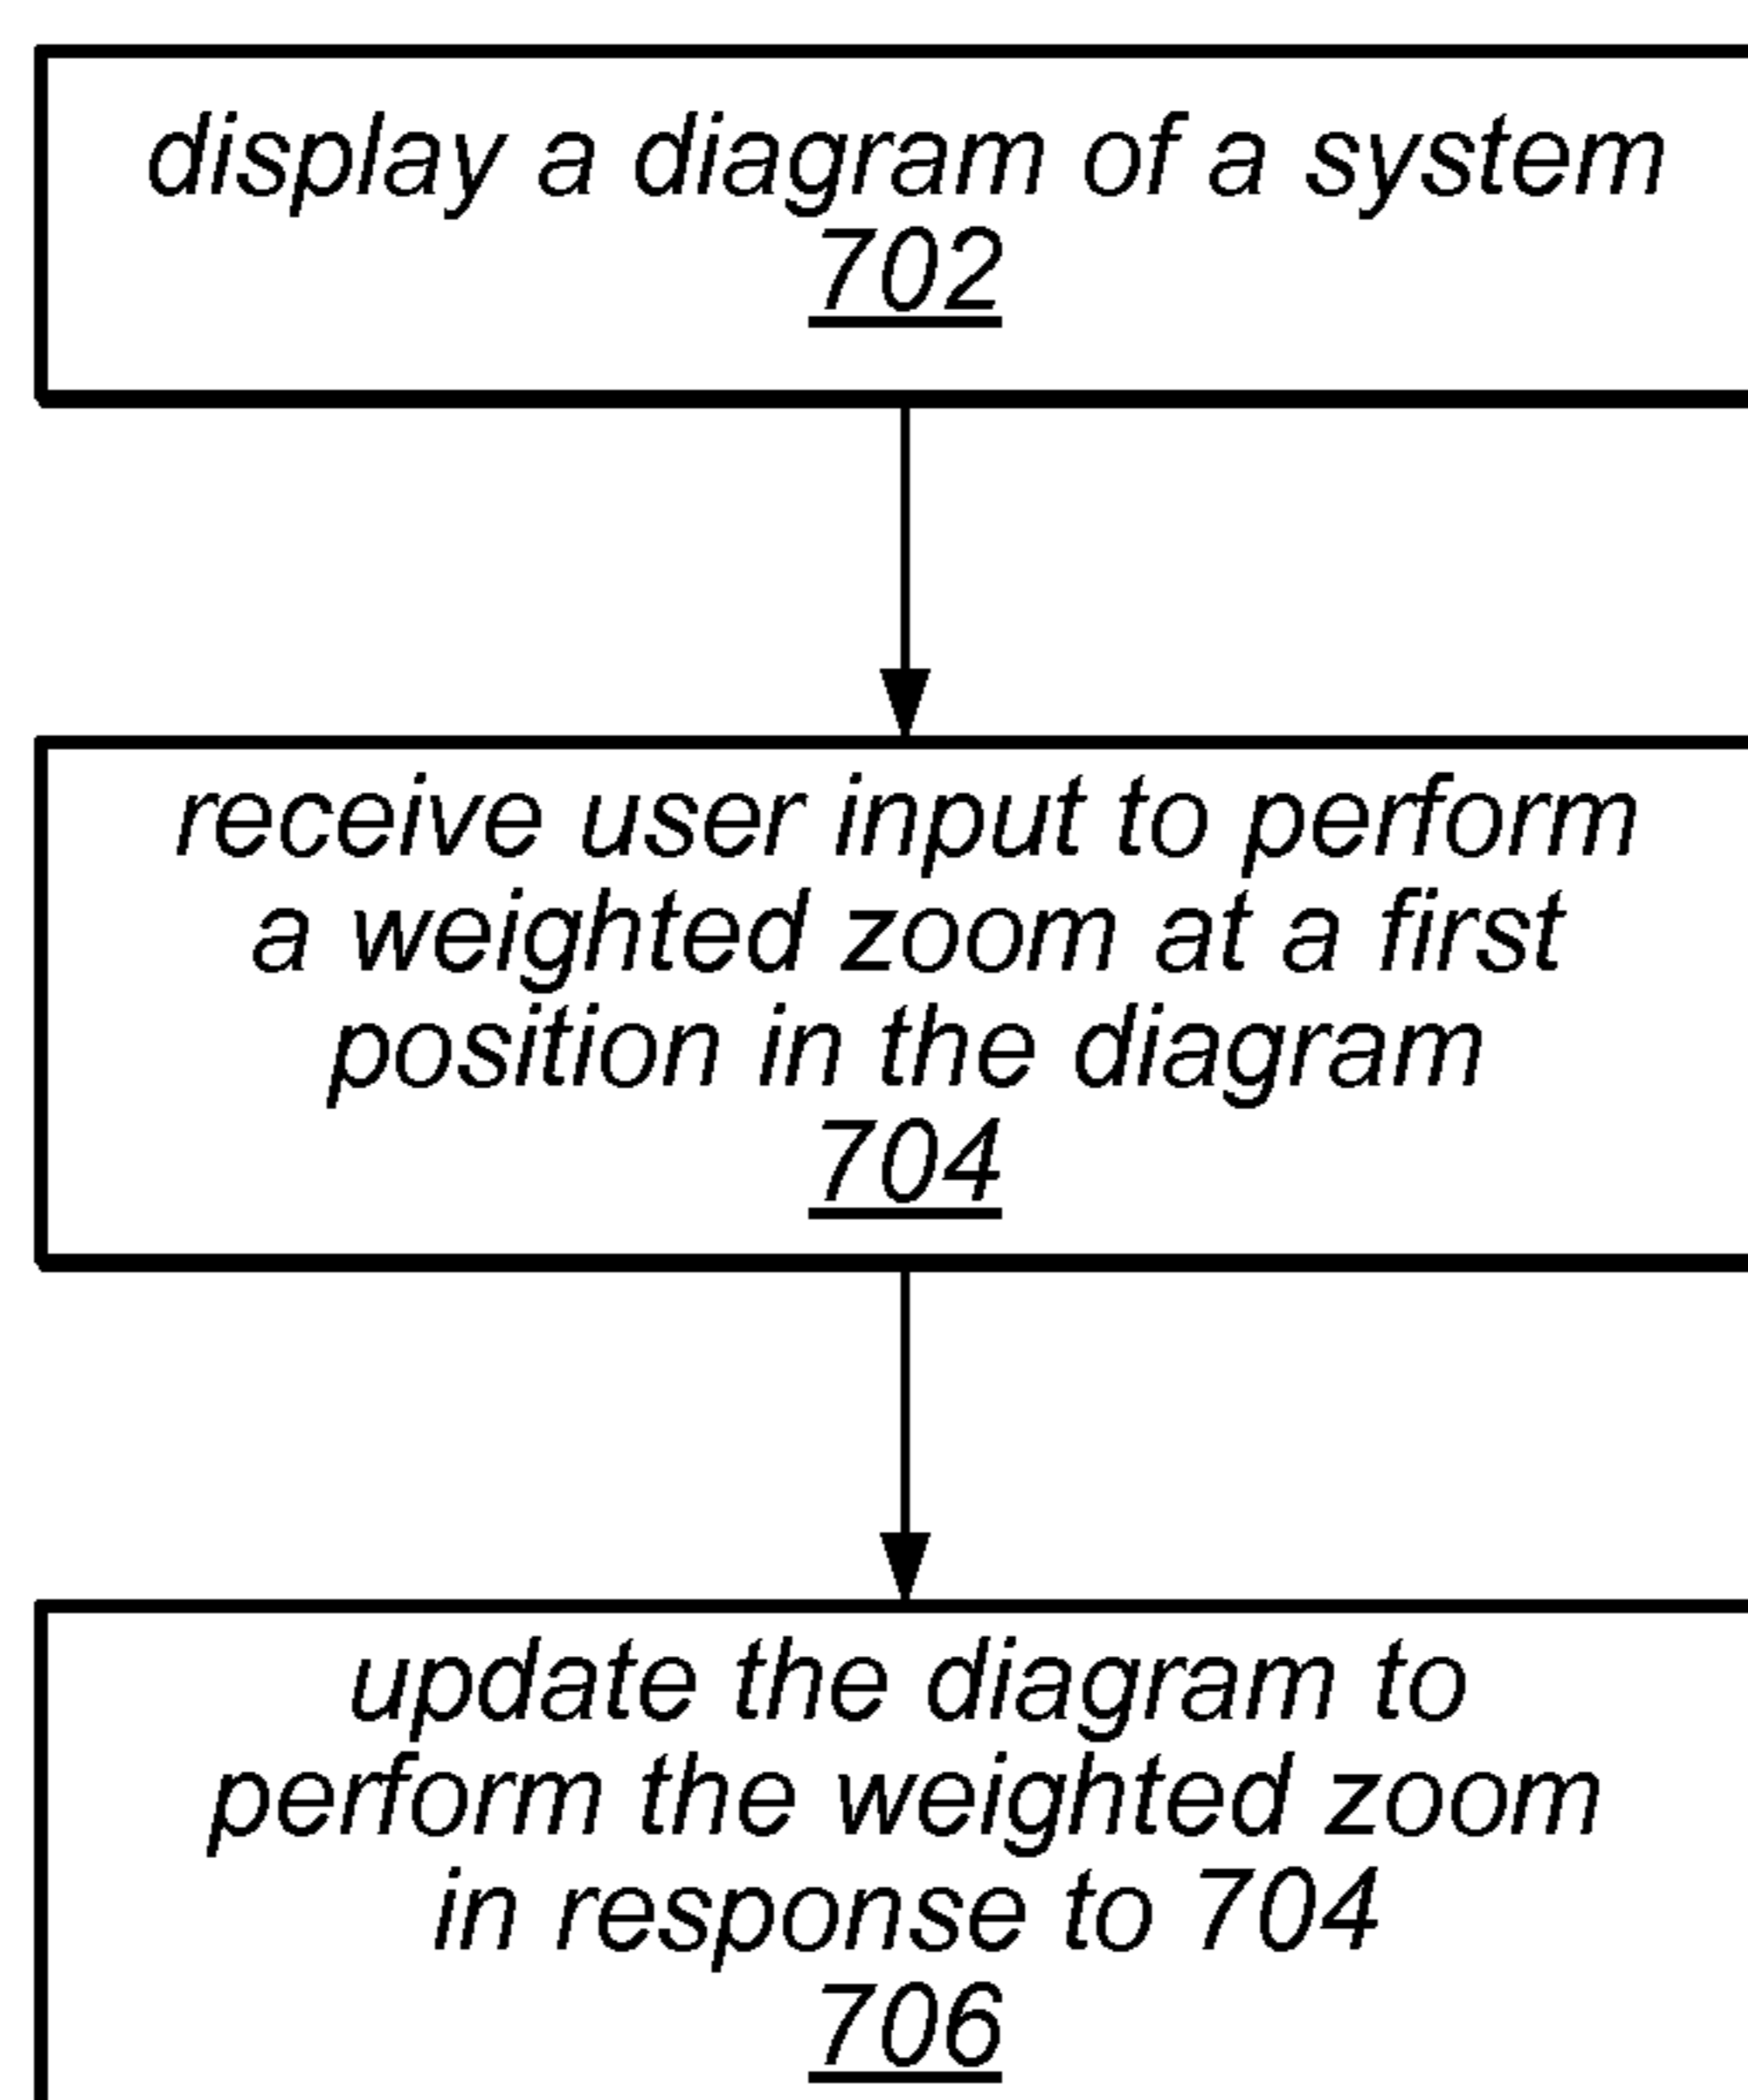 display a diagram of a system
702
receive user input to perform
a weighted zoom at a first
position in the diagram
704
update the diagram to
perform the weighted zoom
in response to 704
706